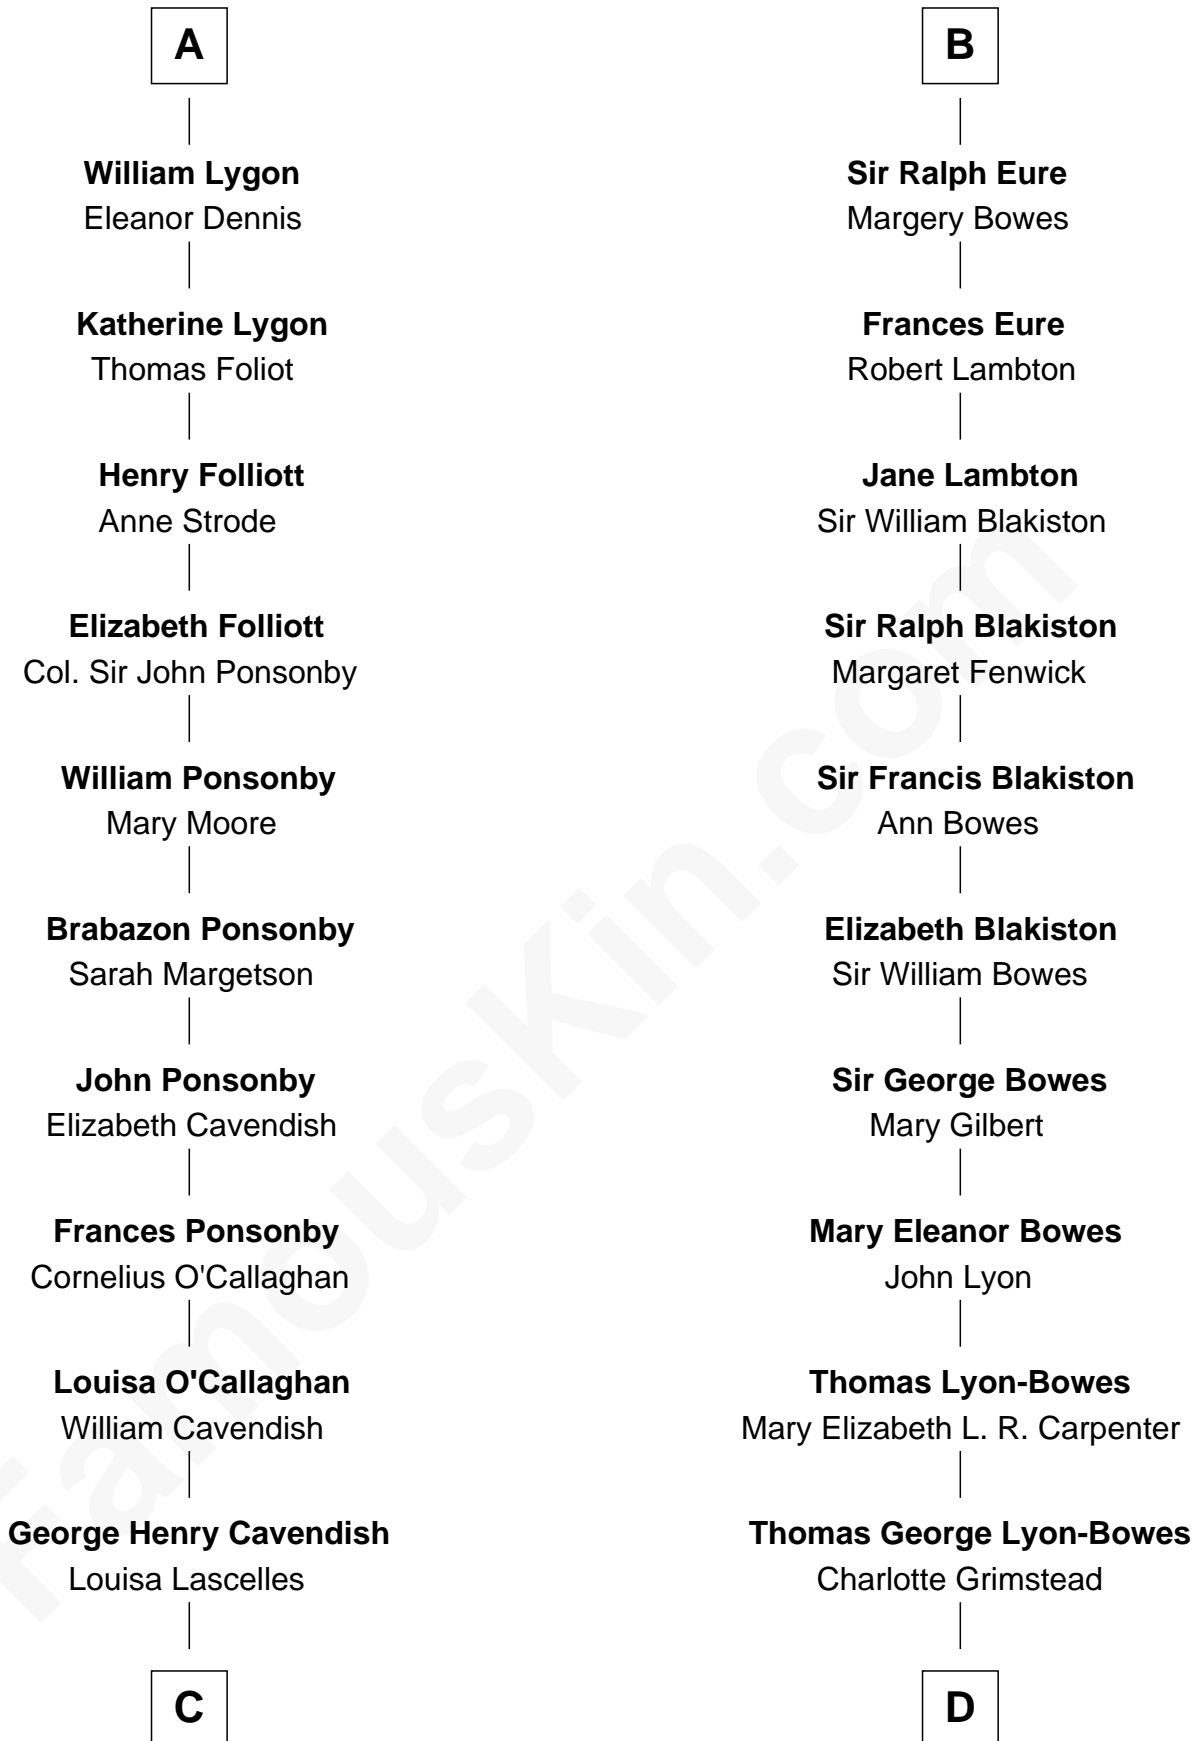 A
William Lygon
Eleanor Dennis
Katherine Lygon
Thomas Foliot
Henry Folliott
Anne Strode
Elizabeth Folliott
Col. Sir John Ponsonby
William Ponsonby
Mary Moore
Brabazon Ponsonby
Sarah Margetson
John Ponsonby
Elizabeth Cavendish
Frances Ponsonby
Cornelius O'Callaghan
Louisa O'Callaghan
William Cavendish
George Henry Cavendish
Louisa Lascelles
C
B
Sir Ralph Eure
Margery Bowes
Frances Eure
Robert Lambton
Jane Lambton
Sir William Blakiston
Sir Ralph Blakiston
Margaret Fenwick
Sir Francis Blakiston
Ann Bowes
Elizabeth Blakiston
Sir William Bowes
Sir George Bowes
Mary Gilbert
Mary Eleanor Bowes
John Lyon
Thomas Lyon-Bowes
Mary Elizabeth L. R. Carpenter
Thomas George Lyon-Bowes
Charlotte Grimstead
D
FamousKin.com